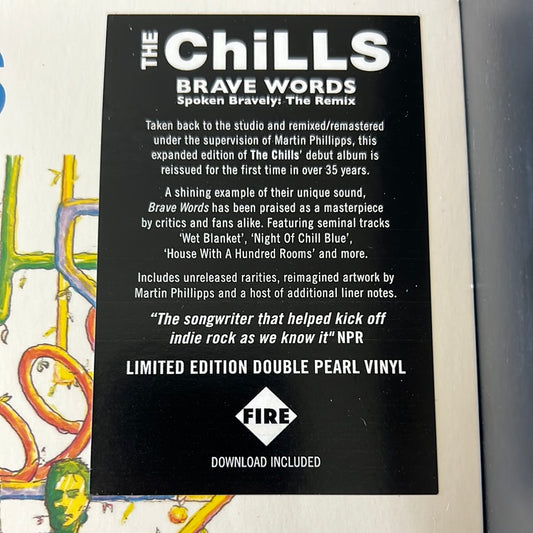 THE ChiLLS
BRAVE WORDS
Spoken Bravely: The Remix
Taken back to the studio and remixed/remastered
under the supervision of Martin Phillipps, this
expanded edition of The Chills' debut album is
reissued for the first time in over 35 years.
A shining example of their unique sound,
Brave Words has been praised as a masterpiece
by critics and fans alike. Featuring seminal tracks
'Wet Blanket', 'Night Of Chill Blue',
'House With A Hundred Rooms' and more.
Includes unreleased rarities, reimagined artwork by
Martin Phillipps and a host of additional liner notes.
"The songwriter that helped kick off
indie rock as we know it" NPR
LIMITED EDITION DOUBLE PEARL VINYL
FIRE
DOWNLOAD INCLUDED